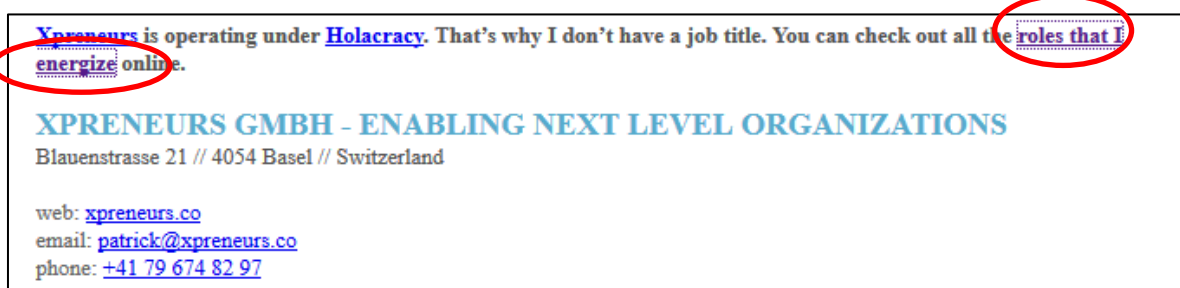 Xpreneurs is operating under Holacracy. That's why I don't have a job title. You can check out all the roles that I
energize online.
XPRENEURS GMBH - ENABLING NEXT LEVEL ORGANIZATIONS
Blauenstrasse 21 // 4054 Basel // Switzerland
web: xpreneurs.co
email: patrick@xpreneurs.co
phone: +41 79 674 82 97